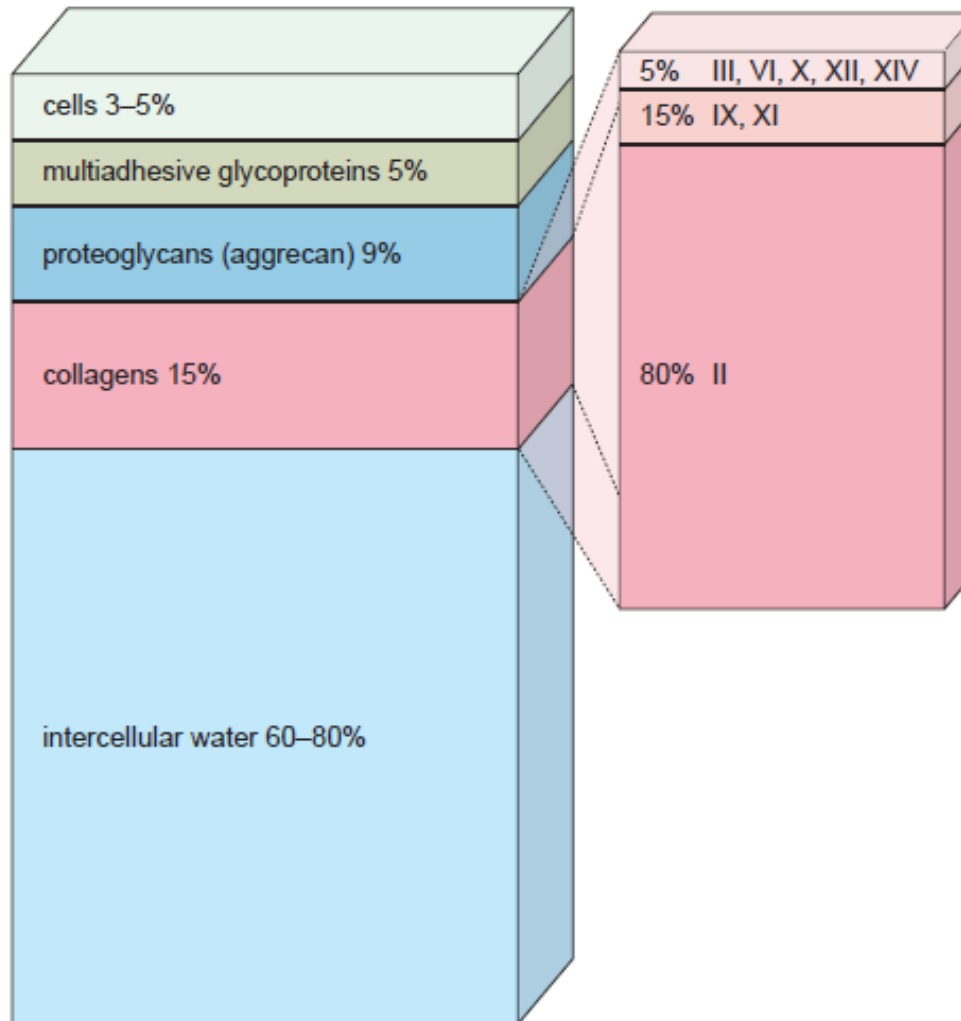 cells 3–5%
multiadhesive glycoproteins 5%
proteoglycans (aggrecan) 9%
collagens 15%
intercellular water 60–80%
5% III, VI, X, XII, XIV
15% IX, XI
80% II